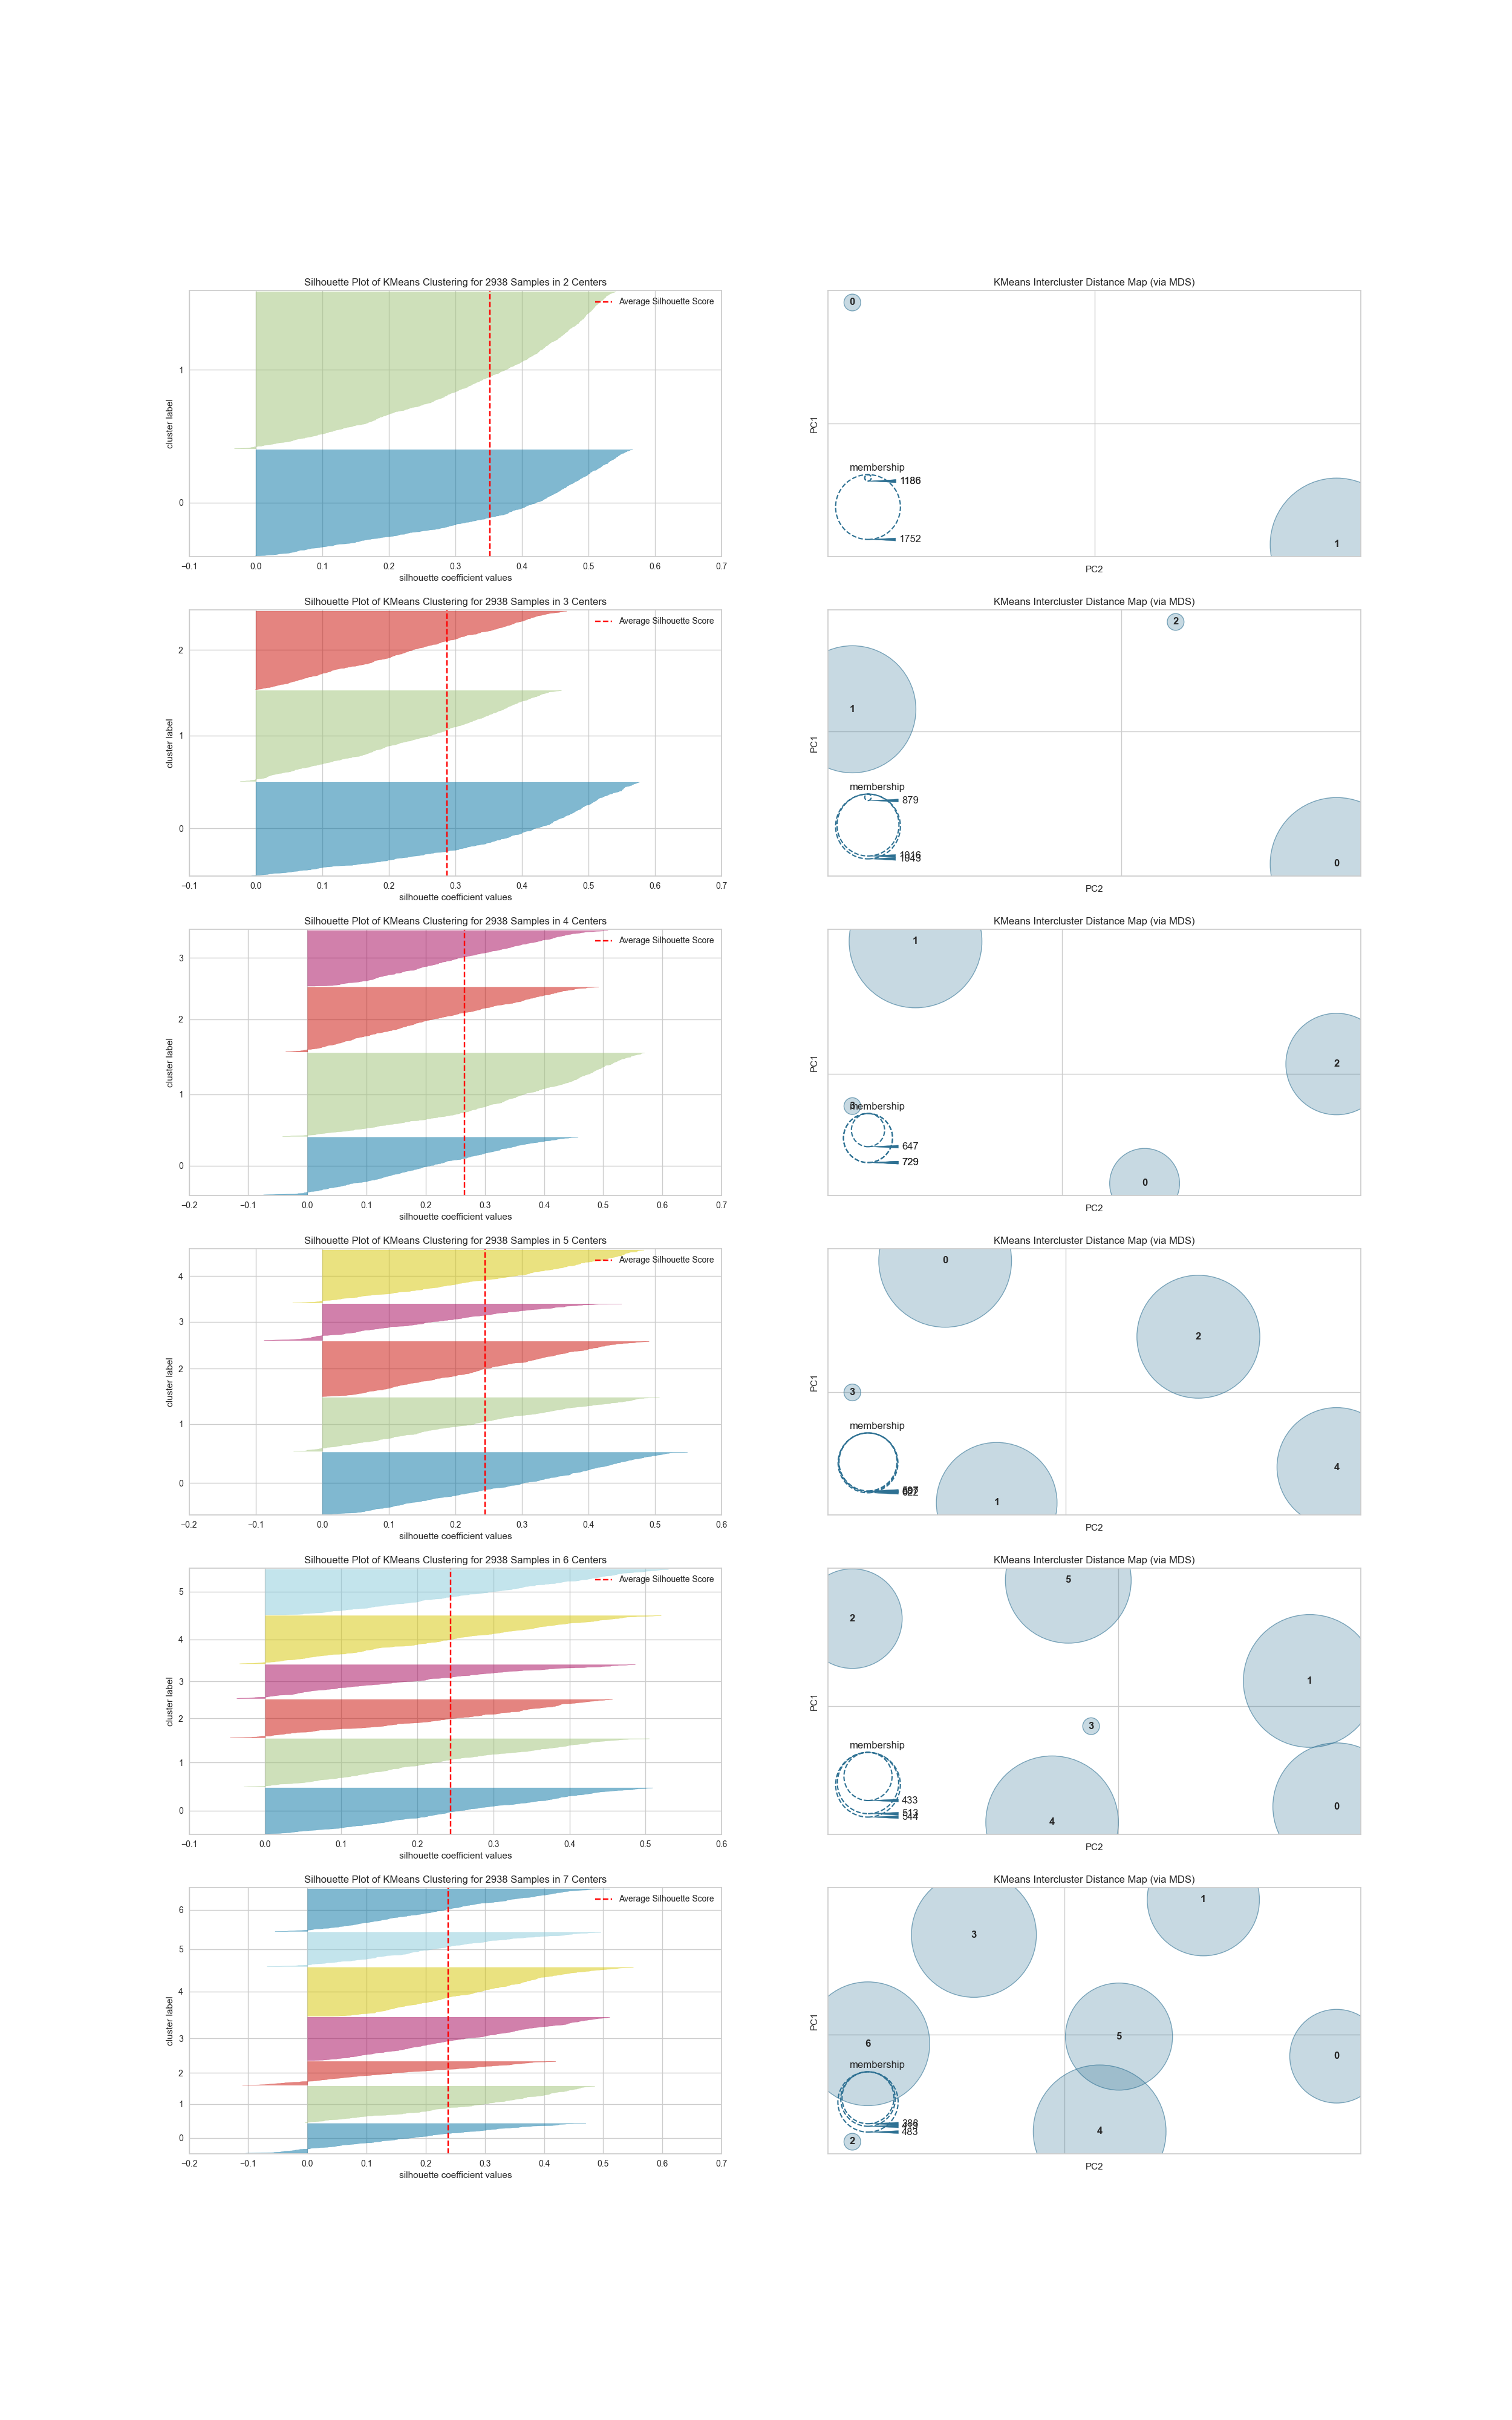 Silhouette Plot of KMeans Clustering for 2938 Samples in 2 Centers
Average Silhouette Score
1
0
cluster label
−0.1 0.0 0.1 0.2 0.3 0.4 0.5 0.6 0.7
silhouette coefficient values
KMeans Intercluster Distance Map (via MDS)
0
PC1
membership
1186
1752
1
PC2
Silhouette Plot of KMeans Clustering for 2938 Samples in 3 Centers
Average Silhouette Score
2
1
0
cluster label
−0.1 0.0 0.1 0.2 0.3 0.4 0.5 0.6 0.7
silhouette coefficient values
KMeans Intercluster Distance Map (via MDS)
2
1
PC1
membership
879
1016
1043
0
PC2
Silhouette Plot of KMeans Clustering for 2938 Samples in 4 Centers
Average Silhouette Score
3
2
1
0
cluster label
−0.2 −0.1 0.0 0.1 0.2 0.3 0.4 0.5 0.6 0.7
silhouette coefficient values
KMeans Intercluster Distance Map (via MDS)
1
2
PC1
3
membership
647
729
0
PC2
Silhouette Plot of KMeans Clustering for 2938 Samples in 5 Centers
Average Silhouette Score
4
3
2
1
0
cluster label
−0.2 −0.1 0.0 0.1 0.2 0.3 0.4 0.5 0.6
silhouette coefficient values
KMeans Intercluster Distance Map (via MDS)
0
2
PC1
3
membership
4
1
PC2
Silhouette Plot of KMeans Clustering for 2938 Samples in 6 Centers
Average Silhouette Score
5
4
3
2
1
0
cluster label
−0.1 0.0 0.1 0.2 0.3 0.4 0.5 0.6
silhouette coefficient values
KMeans Intercluster Distance Map (via MDS)
5
2
1
PC1
3
membership
433
513
544
0
4
PC2
Silhouette Plot of KMeans Clustering for 2938 Samples in 7 Centers
Average Silhouette Score
6
5
4
3
2
1
0
cluster label
−0.2 −0.1 0.0 0.1 0.2 0.3 0.4 0.5 0.6 0.7
silhouette coefficient values
KMeans Intercluster Distance Map (via MDS)
1
3
PC1
5
6
0
membership
483
4
2
PC2